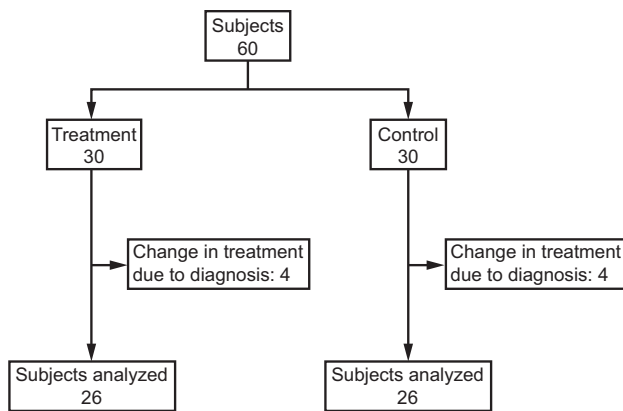 Subjects
60
Treatment
30
Control
30
Change in treatment
due to diagnosis: 4
Change in treatment
due to diagnosis: 4
Subjects analyzed
26
Subjects analyzed
26